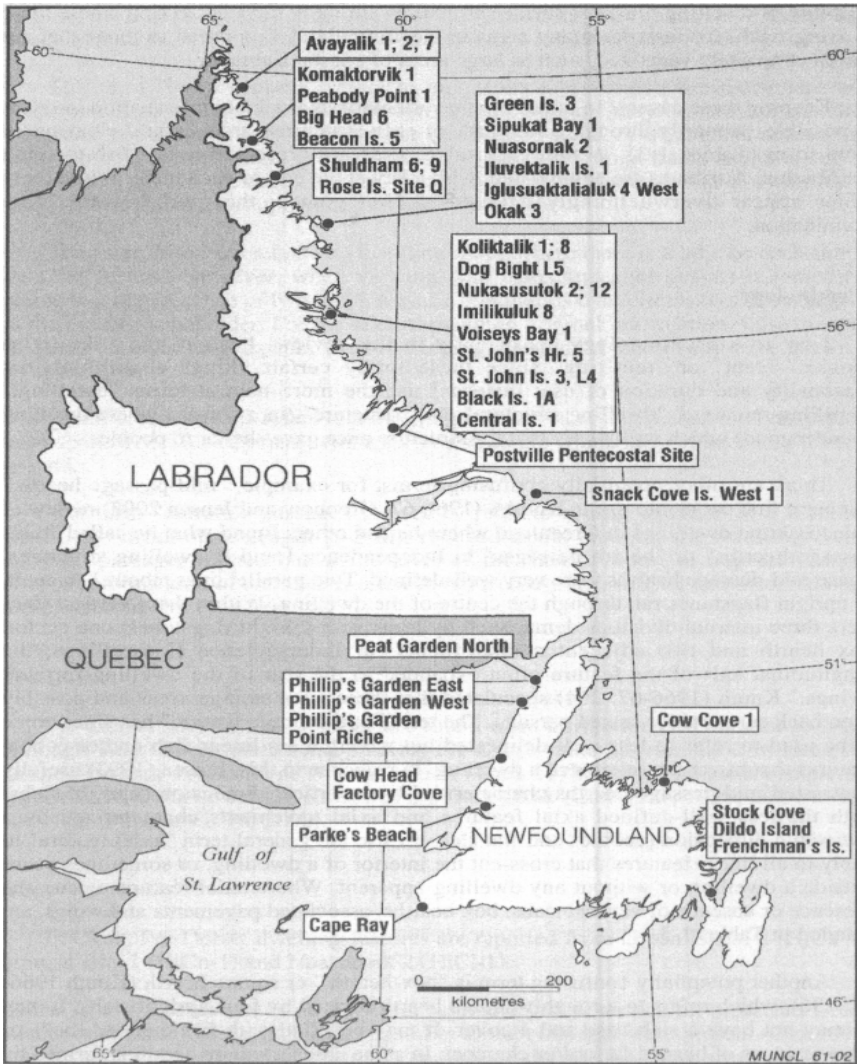 65
60
55
60
60
Avayalik 1; 2; 7
Komaktorvik 1
Peabody Point 1
Big Head 6
Beacon Is. 5
Shuldham 6; 9
Rose Is. Site Q
Green Is. 3
Sipukat Bay 1
Nuasornak 2
Iglusuaktalialuk 4 West
Okak 3
Koliktalik 1; 8
Dog Bight L5
Nukasusutok 2; 12
Imilikuluk 8
Bay 1
St. John's Hr. 5
St. John's Is. 2,
Black Is. 1A
Central Is. 1
56
Postville Pentecostal Site
LABRADOR
Snack Cove Is. West 1
QUEBEC
Peat Garden North
51
Phillip's Garden East
Phillip's Garden West
Phillip's Garden
Point Riche
Cow Cove 1
Cow Head
Factory Cove
Parke's Beach
NEWFOUNDLAND
Stock Cove
Dildo Island
Frenchman's Is.
Gulf of
St. Lawrence
Cape Ray
0
200
kilometres
46
65
60
55
MUNCL 61-02